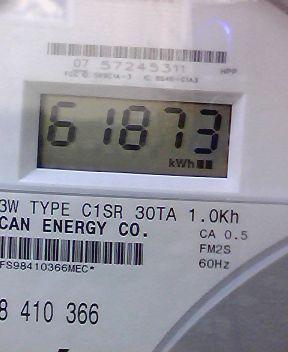 07 57245311
HPP
61873
kWh
3W TYPE C1SR 30TA 1.0Kh
CAN ENERGY CO.
CA 0.5
FM2S
60Hz
FS98410366MEC*
8 410 366